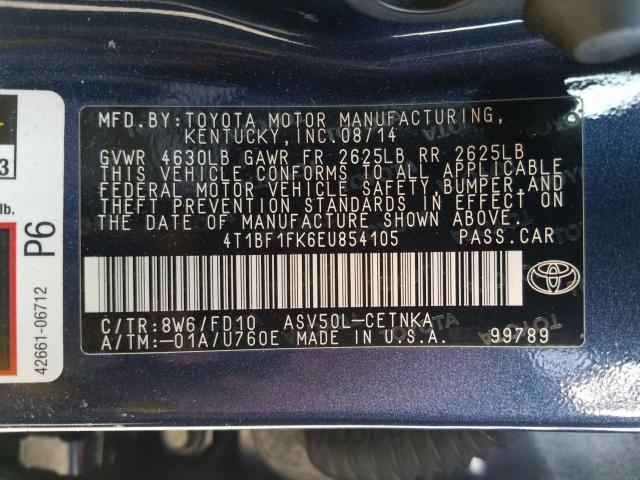 MFD.BY:TOYOTA MOTOR MANUFACTURING,
KENTUCKY,INC.08/14
GVWR 4630LB GAWR FR 2625LB RR 2625LB
THIS VEHICLE CONFORMS TO ALL APPLICABLE
FEDERAL MOTOR VEHICLE SAFETY,BUMPER,AND
THEFT PREVENTION STANDARDS IN EFFECT ON
THE DATE OF MANUFACTURE SHOWN ABOVE.
4T1BF1FK6EU854105 PASS.CAR
C/TR:8W6/FD10 ASV50L-CETNKA
A/TM:-01A/U760E MADE IN U.S.A. 99789
TOYOTA
3
lb.
P6
42661-06712